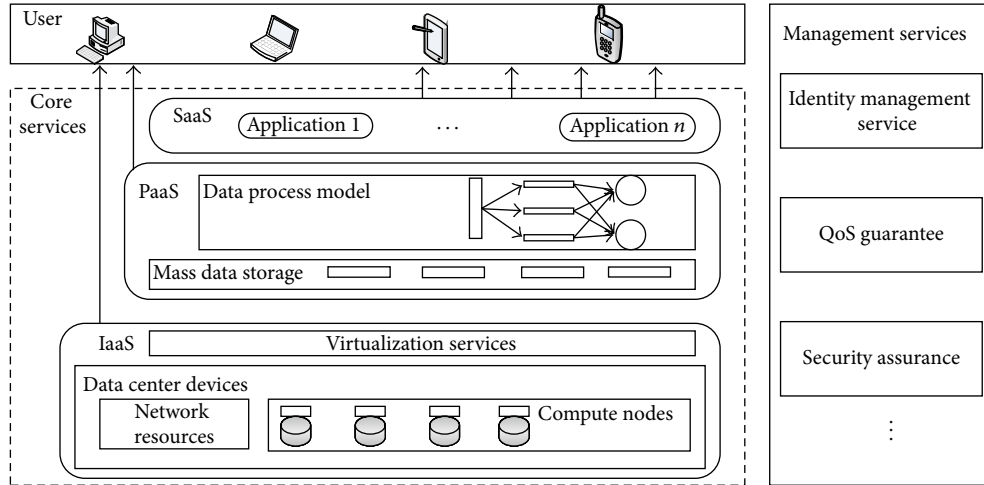 User
Core
services
SaaS
Application 1
...
Application n
PaaS
Data process model
Mass data storage
IaaS
Virtualization services
Data center devices
Network
resources
Compute nodes
Management services
Identity management
service
QoS guarantee
Security assurance
⋮